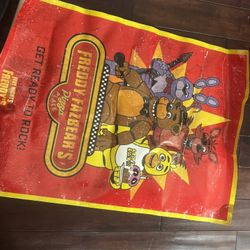 FREDDY FAZBEAR'S
Pizza
GET READY TO ROCK!